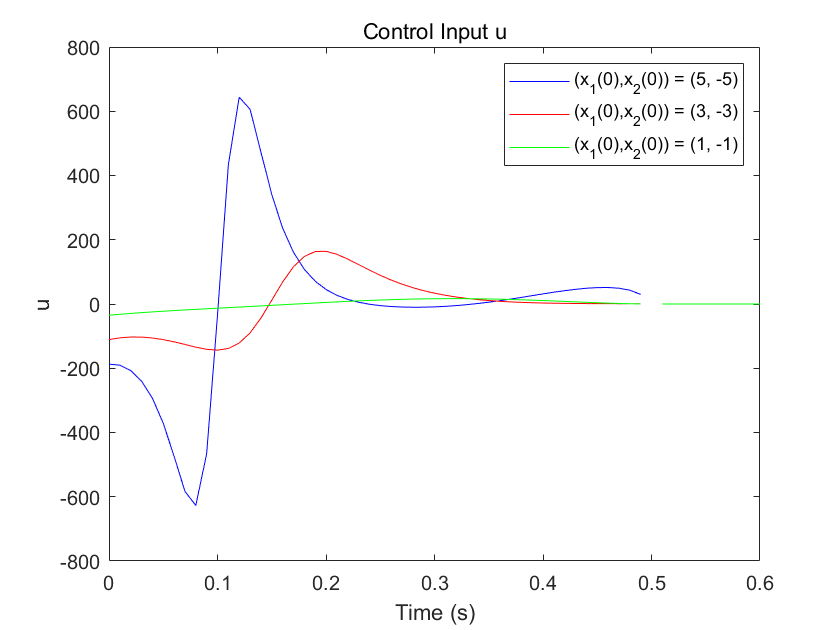 Control Input u
800
600
400
200
0
-200
-400
-600
-800
u
(x₁(0),x₂(0)) = (5, -5)
(x₁(0),x₂(0)) = (3, -3)
(x₁(0),x₂(0)) = (1, -1)
0 0.1 0.2 0.3 0.4 0.5 0.6
Time (s)